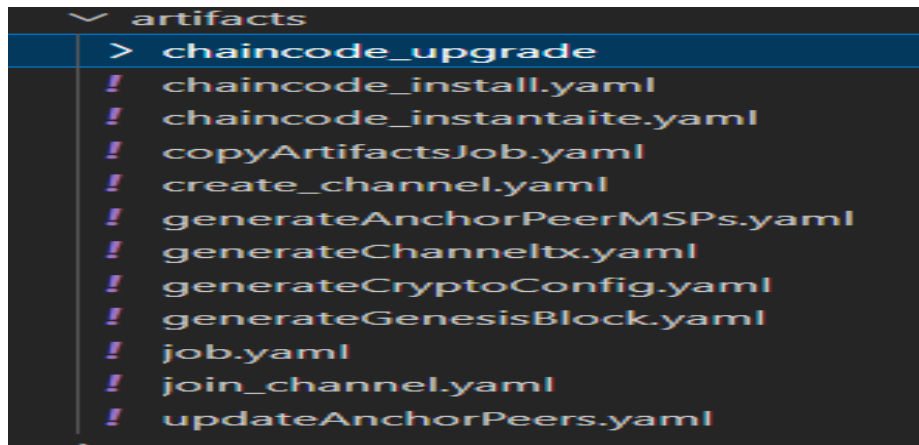 artifacts
chaincode_upgrade
chaincode_install.yaml
chaincode_instantaite.yaml
copyArtifactsJob.yaml
create_channel.yaml
generateAnchorPeerMSPs.yaml
generateChanneltx.yaml
generateCryptoConfig.yaml
generateGenesisBlock.yaml
job.yaml
join_channel.yaml
updateAnchorPeers.yaml